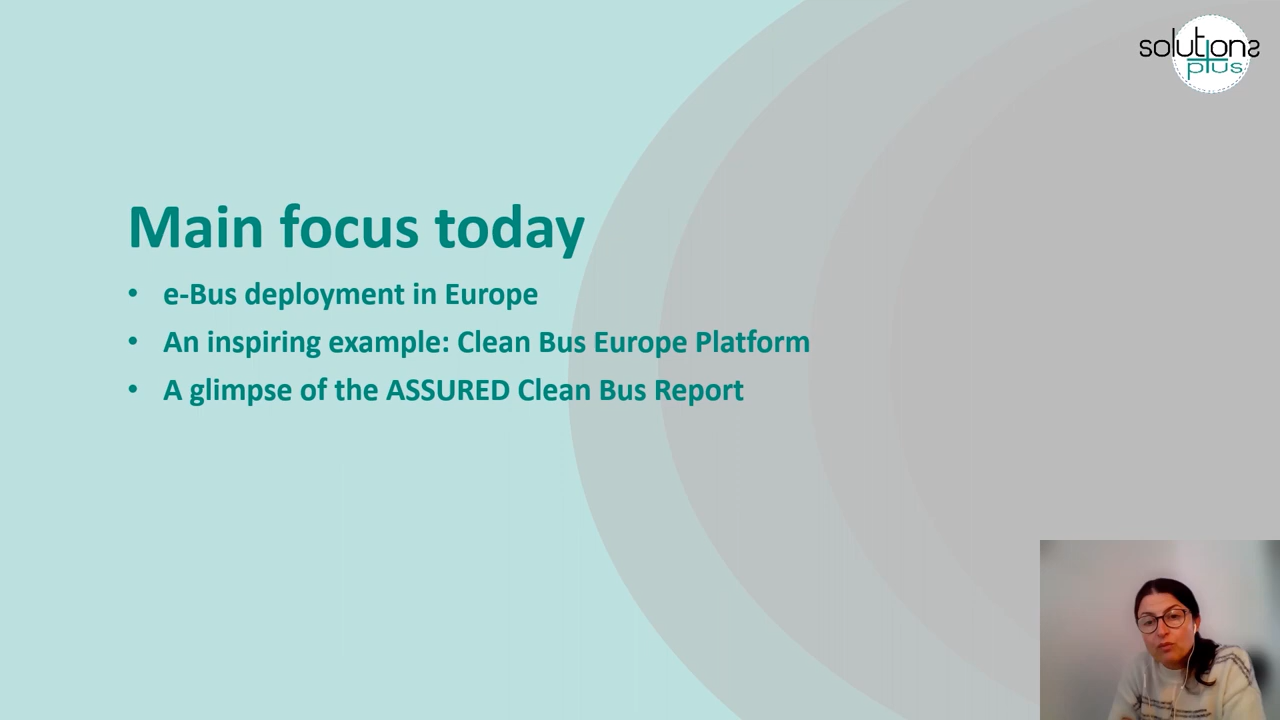 solutions
plus
Main focus today
• e-Bus deployment in Europe
• An inspiring example: Clean Bus Europe Platform
• A glimpse of the ASSURED Clean Bus Report